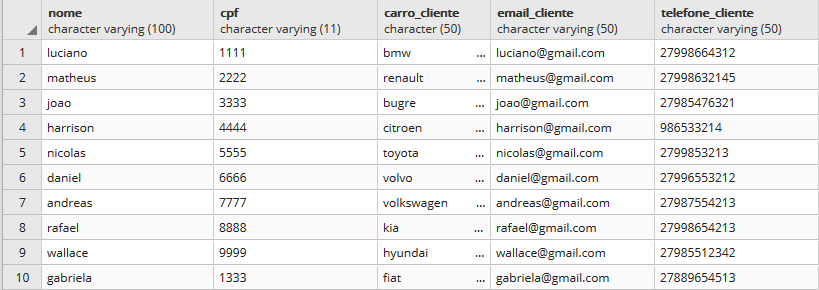 nome cpf carro_cliente email_cliente telefone_cliente
character varying (100) character varying (11) character (50) character varying (50) character varying (50)
1 luciano 1111 bmw ... luciano@gmail.com 27998664312
2 matheus 2222 renault ... matheus@gmail.com 27998632145
3 joao 3333 bugre ... joao@gmail.com 27985476321
4 harrison 4444 citroen ... harrison@gmail.com 986533214
5 nicolas 5555 toyota ... nicolas@gmail.com 2799853213
6 daniel 6666 volvo ... daniel@gmail.com 27996553212
7 andreas 7777 volkswagen ... andreas@gmail.com 27987554213
8 rafael 8888 kia ... rafael@gmail.com 27998654213
9 wallace 9999 hyundai ... wallace@gmail.com 27985512342
10 gabriela 1333 fiat ... gabriela@gmail.com 27889654513